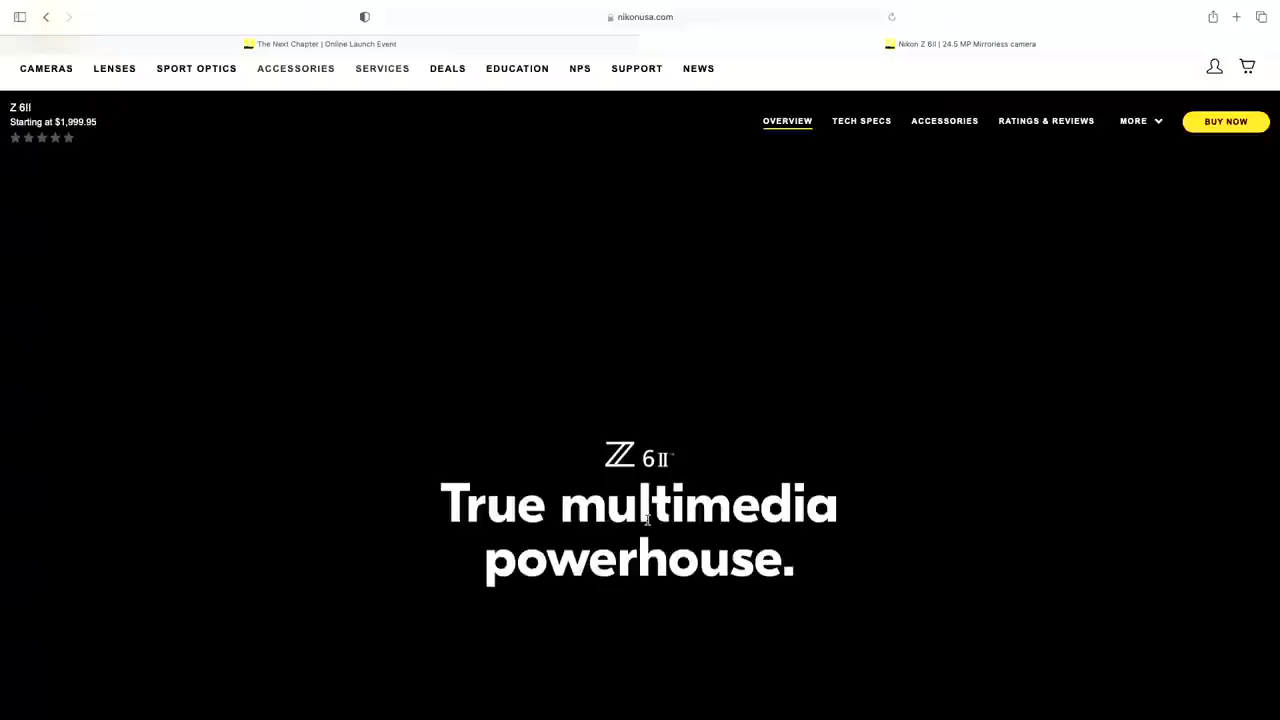 nikonusa.com
The Next Chapter | Online Launch Event
Nikon Z 6II | 24.5 MP Mirrorless camera
CAMERAS LENSES SPORT OPTICS ACCESSORIES SERVICES DEALS EDUCATION NPS SUPPORT NEWS
Z 6II
Starting at $1,999.95
OVERVIEW TECH SPECS ACCESSORIES RATINGS & REVIEWS MORE BUY NOW
Z 6II™
True multimedia
powerhouse.